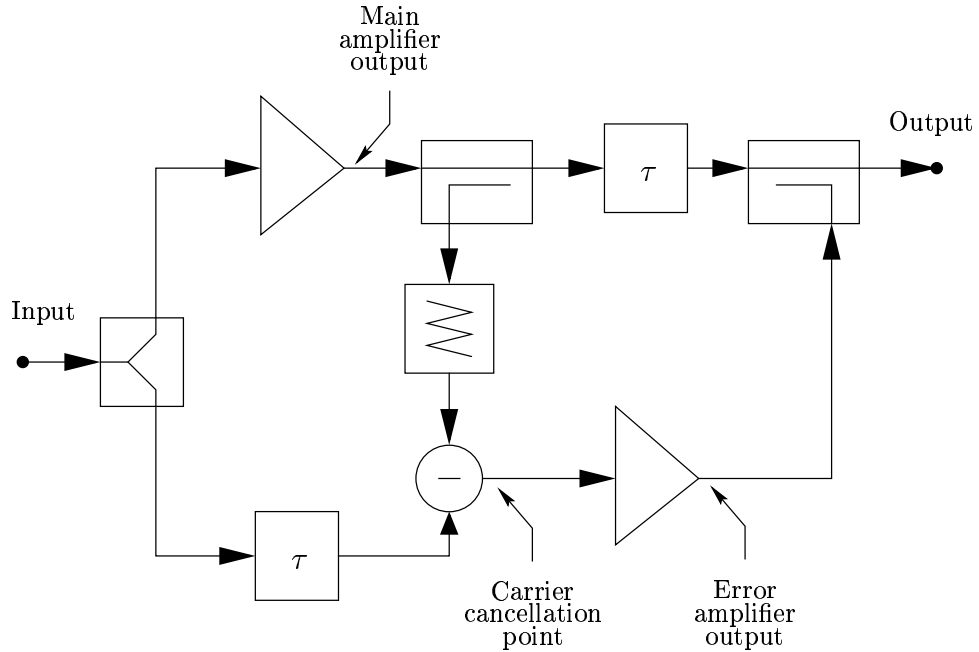 Main
amplifier
output
Output
τ
Input
−
τ
Carrier
cancellation
point
Error
amplifier
output